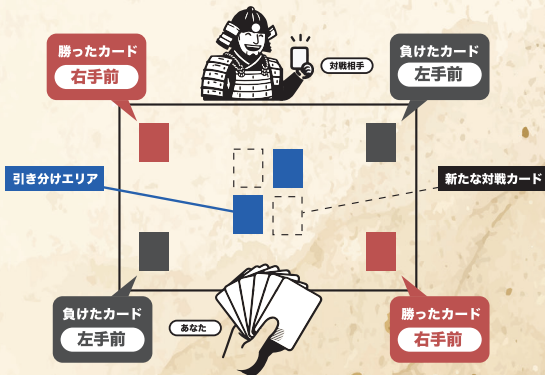 勝ったカード
右手前
対戦相手
負けたカード
左手前
引き分けエリア
新たな対戦カード
負けたカード
左手前
あなた
勝ったカード
右手前